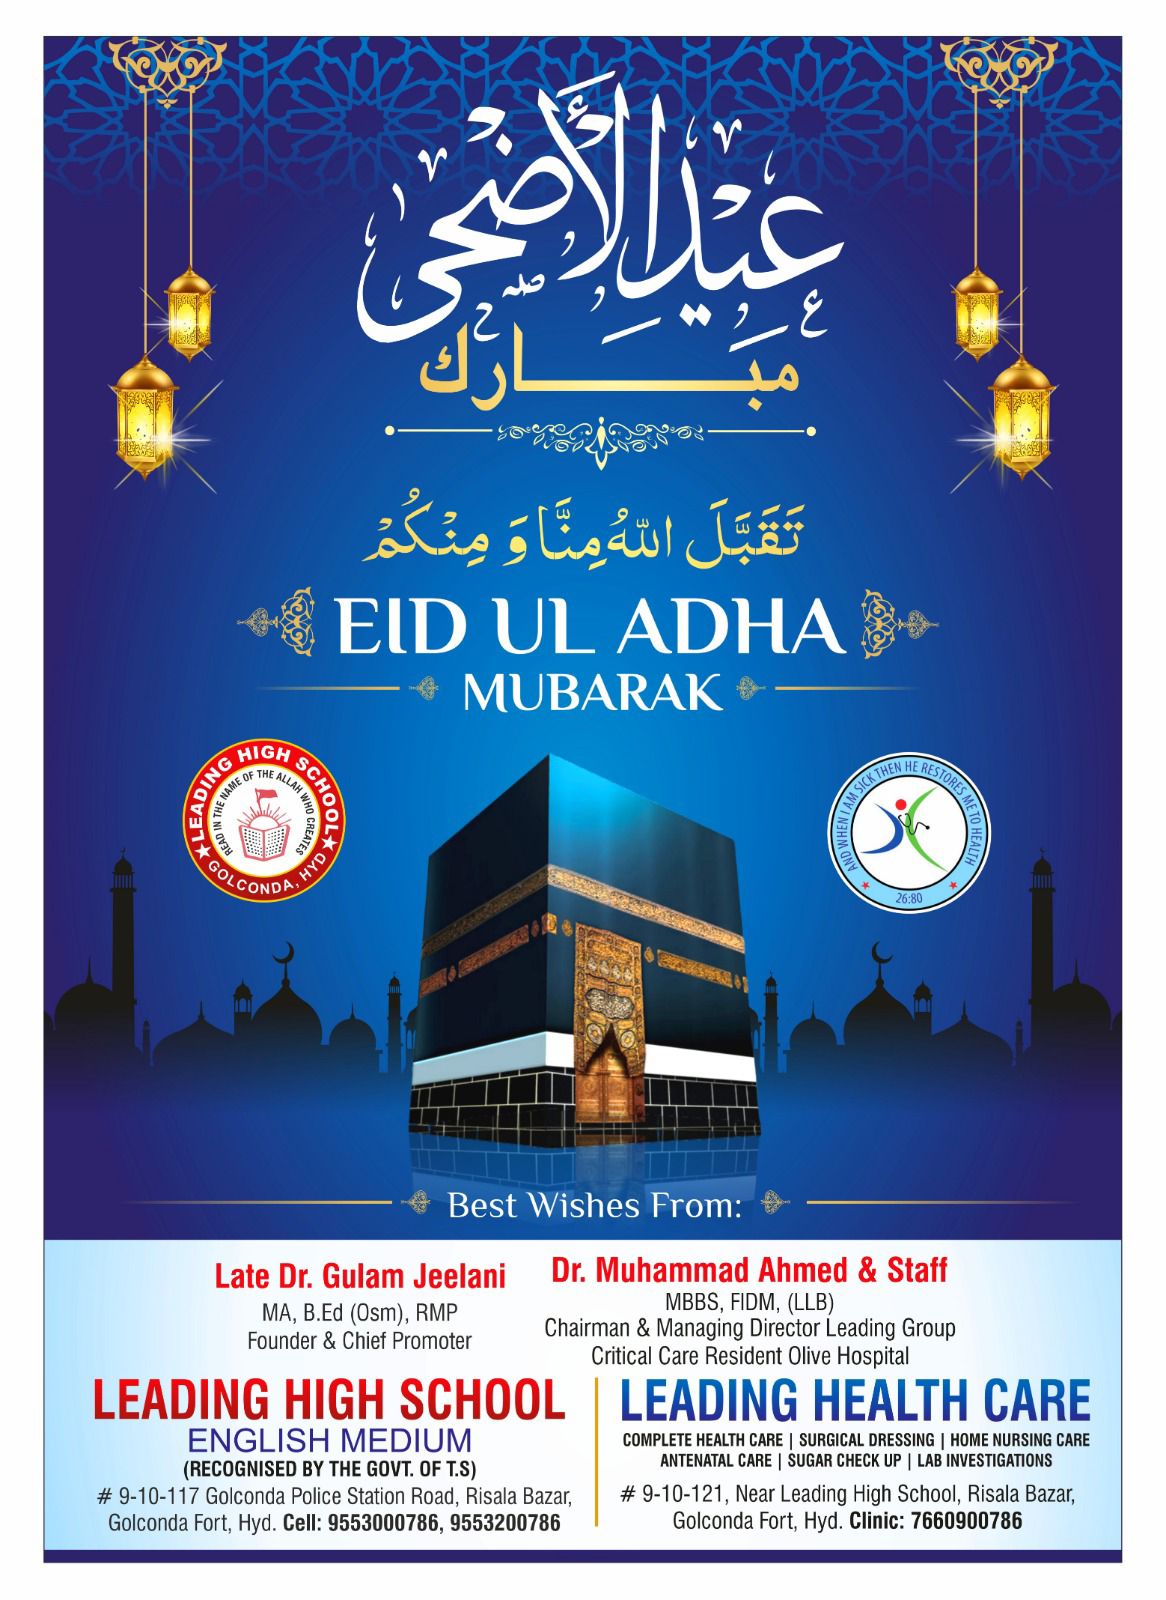 عيد الأضحى
مبارك
تَقَبَّلَ اللهُ مِنَّا وَ مِنْكُمْ
EID UL ADHA
MUBARAK
LEADING HIGH SCHOOL
READ IN THE NAME OF THE ALLAH WHO CREATES
GOLCONDA, HYD
AND WHEN I AM SICK THEN HE RESTORES ME TO HEALTH
26:80
Best Wishes From:
Late Dr. Gulam Jeelani
MA, B.Ed (Osm), RMP
Founder & Chief Promoter
Dr. Muhammad Ahmed & Staff
MBBS, FIDM, (LLB)
Chairman & Managing Director Leading Group
Critical Care Resident Olive Hospital
LEADING HIGH SCHOOL
ENGLISH MEDIUM
(RECOGNISED BY THE GOVT. OF T.S)
# 9-10-117 Golconda Police Station Road, Risala Bazar,
Golconda Fort, Hyd. Cell: 9553000786, 9553200786
LEADING HEALTH CARE
COMPLETE HEALTH CARE | SURGICAL DRESSING | HOME NURSING CARE
ANTENATAL CARE | SUGAR CHECK UP | LAB INVESTIGATIONS
# 9-10-121, Near Leading High School, Risala Bazar,
Golconda Fort, Hyd. Clinic: 7660900786